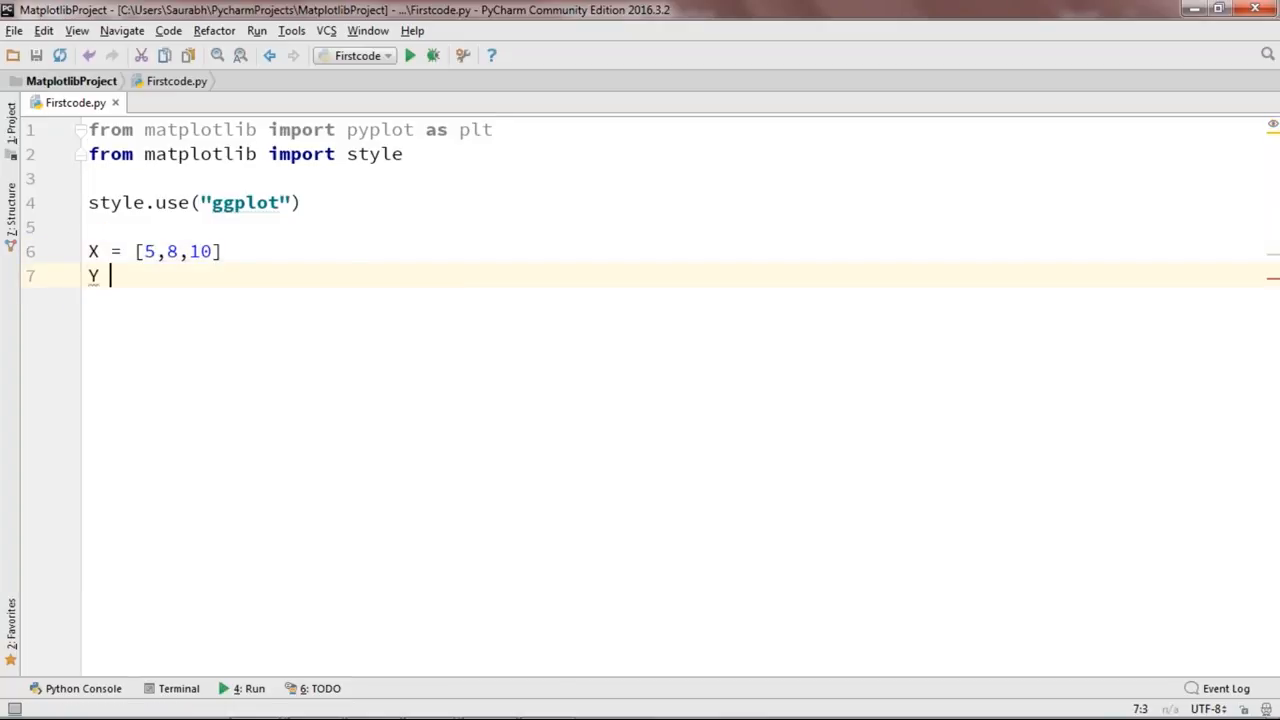 MatplotlibProject - [C:\Users\Saurabh\PycharmProjects\MatplotlibProject] - ...\Firstcode.py - PyCharm Community Edition 2016.3.2
File Edit View Navigate Code Refactor Run Tools VCS Window Help
Firstcode
MatplotlibProject Firstcode.py
Firstcode.py
1: Project
Z: Structure
2: Favorites
1 from matplotlib import pyplot as plt
2 from matplotlib import style
3
4 style.use("ggplot")
5
6 X = [5,8,10]
7 Y
Python Console Terminal 4: Run 6: TODO Event Log
7:3 n/a UTF-8